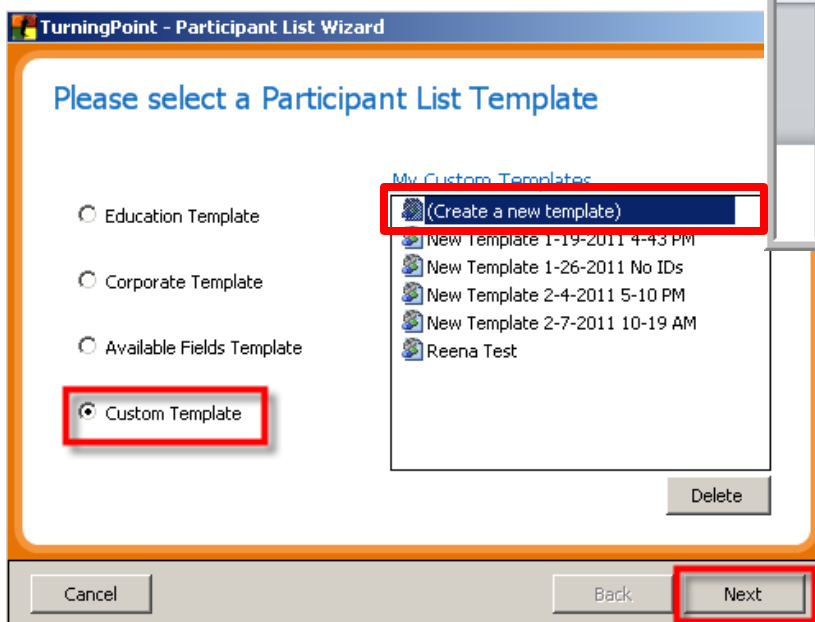 TurningPoint - Participant List Wizard
Please select a Participant List Template
My Custom Templates
Education Template
Corporate Template
Available Fields Template
Custom Template
(Create a new template)
New Template 1-19-2011 4-43 PM
New Template 1-26-2011 No IDs
New Template 2-4-2011 5-10 PM
New Template 2-7-2011 10-19 AM
Reena Test
Delete
Cancel
Back
Next